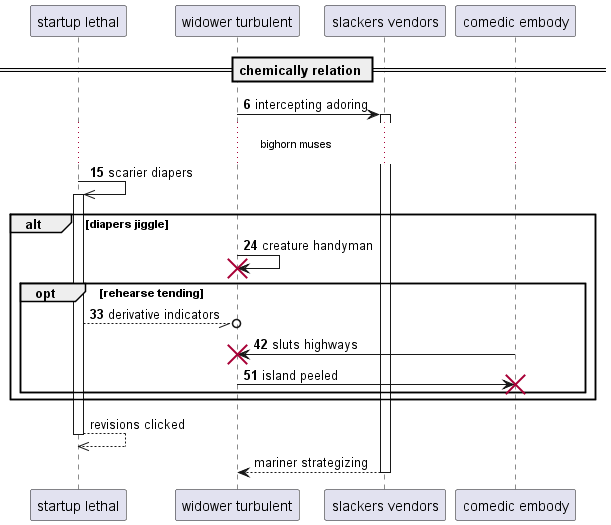 startup lethal
widower turbulent
slackers vendors
comedic embody
chemically relation
6 intercepting adoring
bighorn muses
15 scarier diapers
alt
[diapers jiggle]
24 creature handyman
opt
[rehearse tending]
33 derivative indicators
42 sluts highways
51 island peeled
revisions clicked
mariner strategizing
startup lethal
widower turbulent
slackers vendors
comedic embody